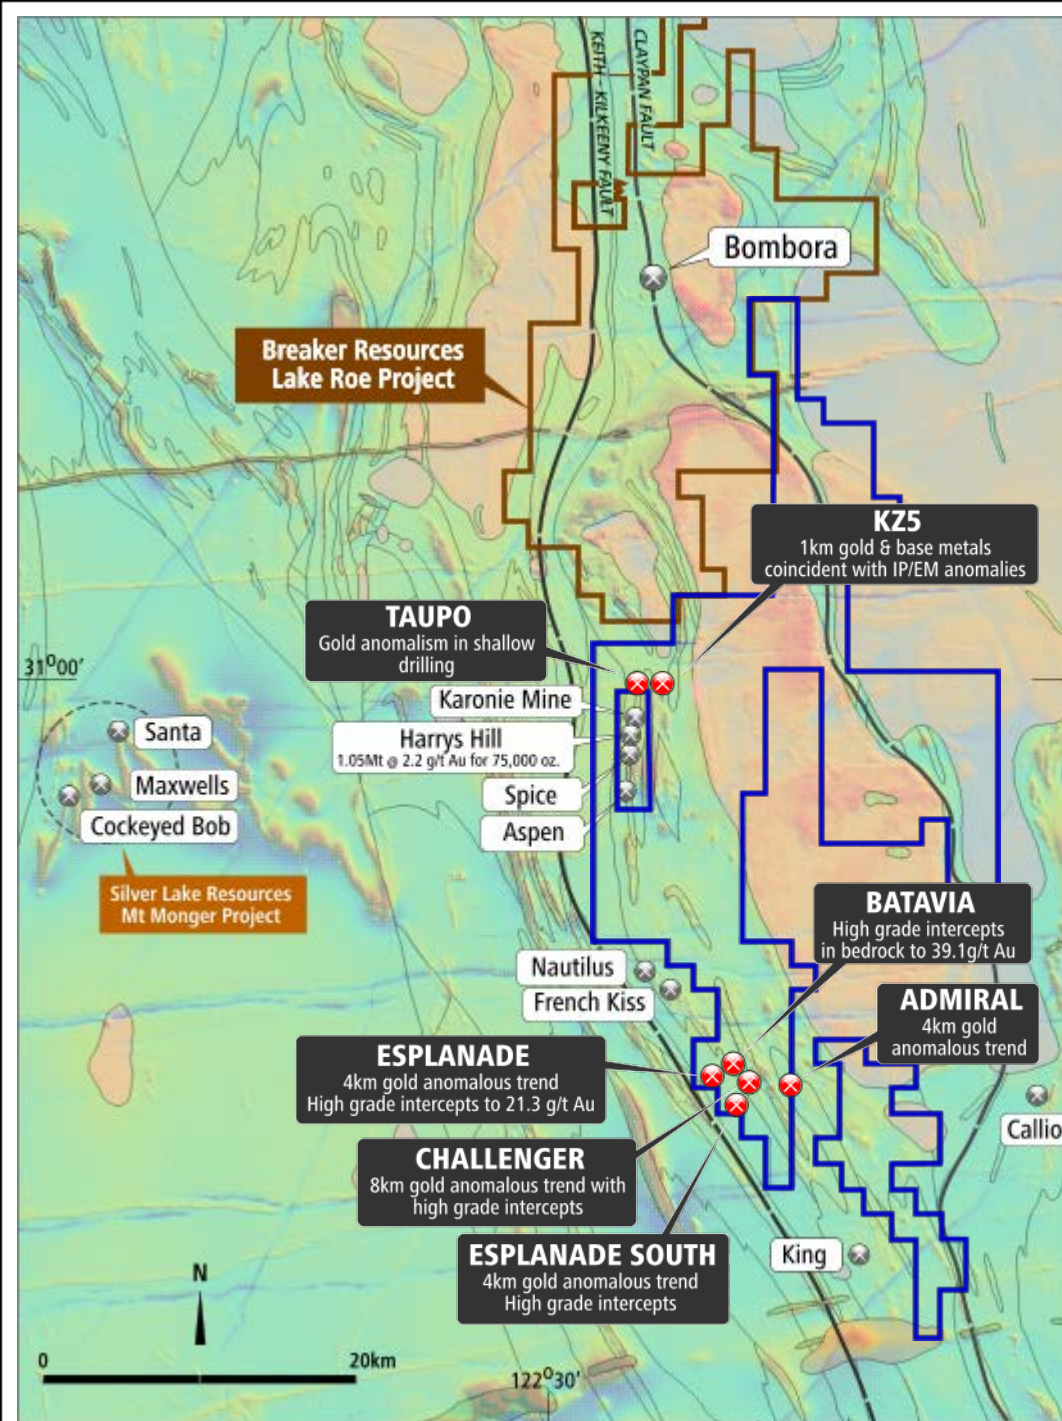 KEITH - KILKEENY FAULT
CLAYPAN FAULT
Bombora
Breaker Resources
Lake Roe Project
KZ5
1km gold & base metals
coincident with IP/EM anomalies
TAUPO
Gold anomalism in shallow
drilling
31⁰00'
Karonie Mine
Santa
Harrys Hill
1.05Mt @ 2.2 g/t Au for 75,000 oz.
Maxwells
Spice
Cockeyed Bob
Aspen
Silver Lake Resources
Mt Monger Project
BATAVIA
High grade intercepts
in bedrock to 39.1g/t Au
Nautilus
French Kiss
ADMIRAL
4km gold
anomalous trend
ESPLANADE
4km gold anomalous trend
High grade intercepts to 21.3 g/t Au
Callio
CHALLENGER
8km gold anomalous trend with
high grade intercepts
ESPLANADE SOUTH
4km gold anomalous trend
High grade intercepts
King
N
0 20km
122⁰30'